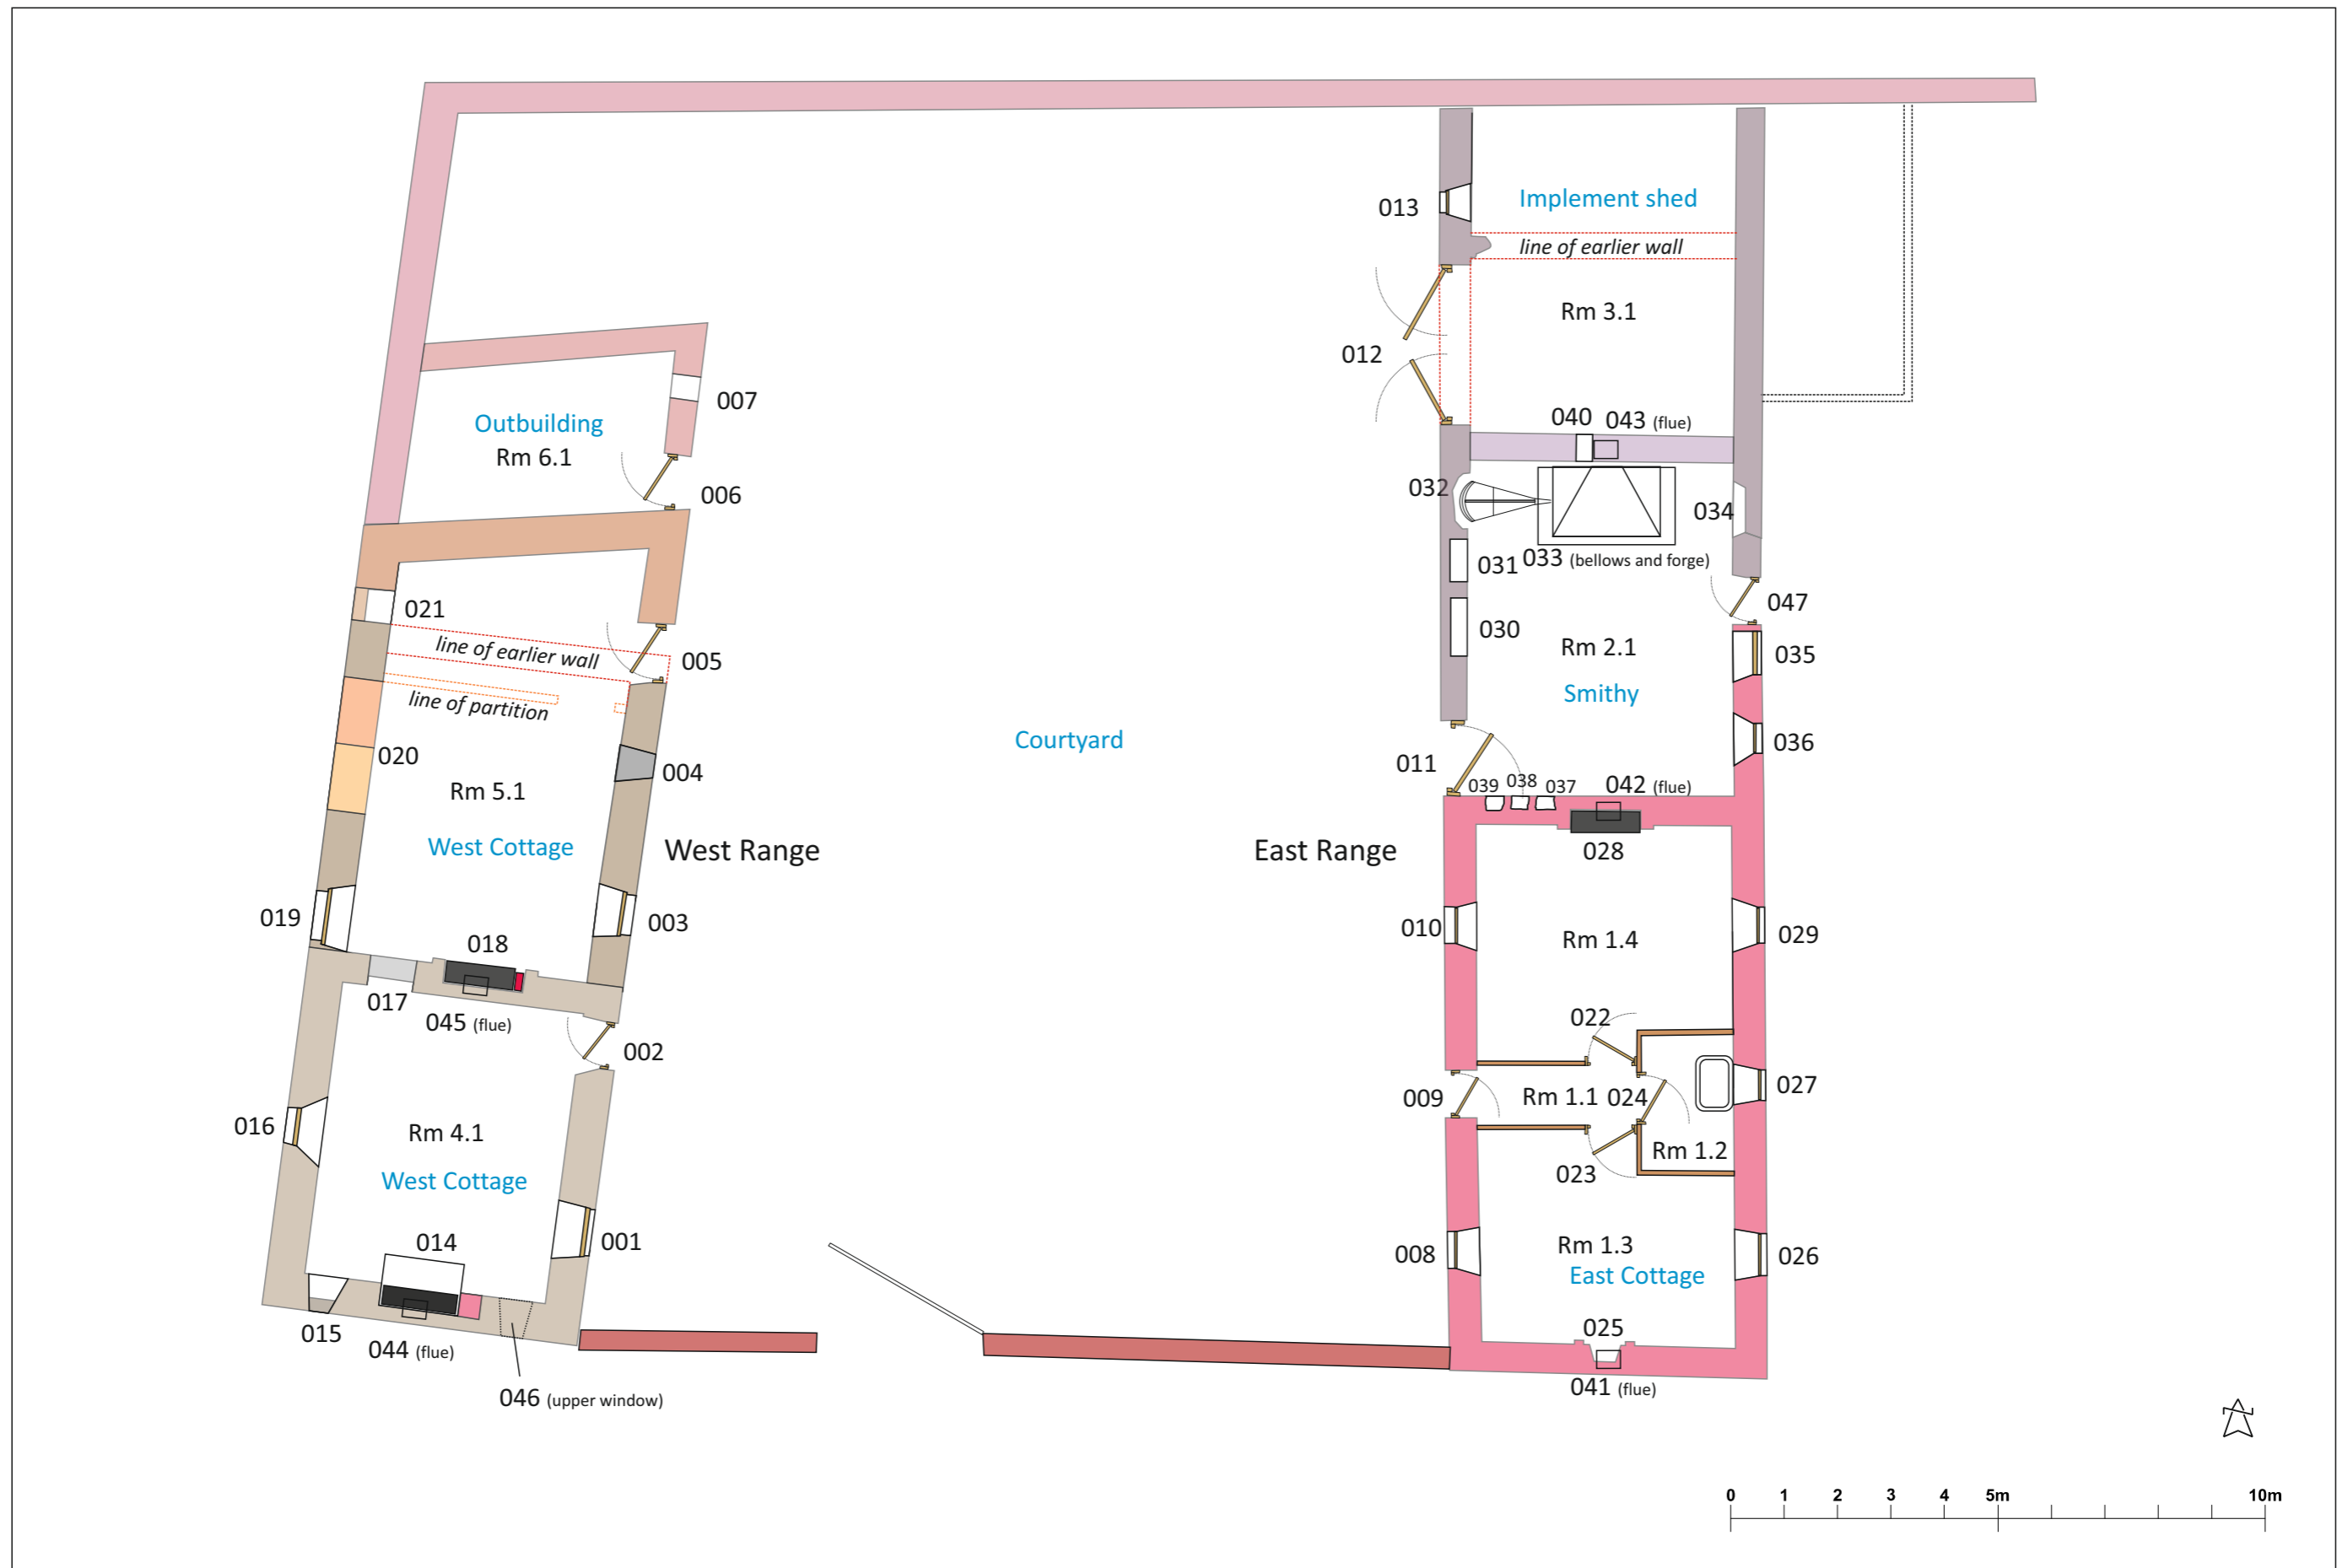 013
Implement shed
line of earlier wall
Rm 3.1
012
007
040
043 (flue)
Outbuilding
Rm 6.1
006
032
034
031
033 (bellows and forge)
021
047
030
line of earlier wall
005
Rm 2.1
035
line of partition
Smithy
Courtyard
036
020
004
011
039
038
037
042 (flue)
Rm 5.1
West Cottage
West Range
East Range
028
019
003
018
010
Rm 1.4
029
017
045 (flue)
022
002
009
Rm 1.1
024
027
016
Rm 4.1
Rm 1.2
West Cottage
023
014
001
008
Rm 1.3
026
East Cottage
015
044 (flue)
025
046 (upper window)
041 (flue)
0
1
2
3
4
5m
10m